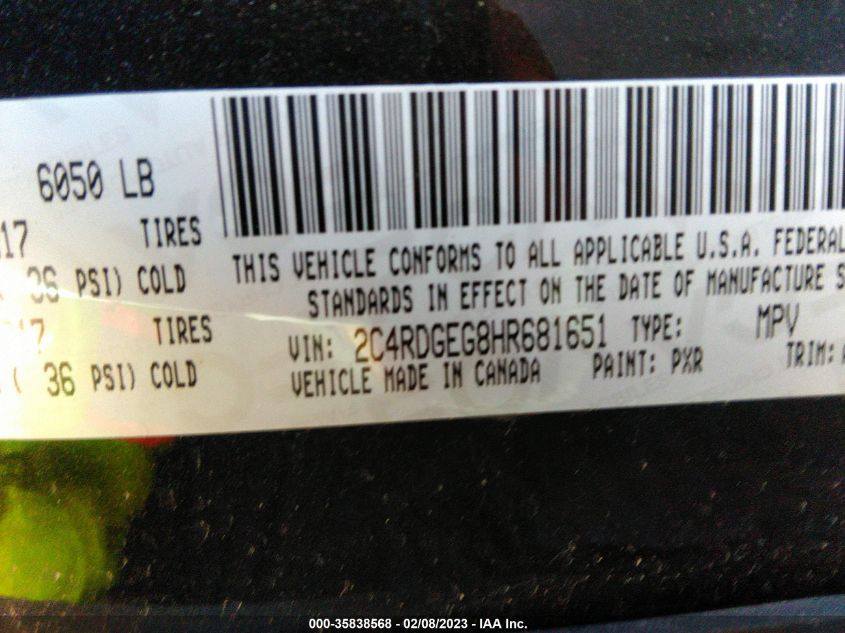 6050 LB
17 TIRES
36 PSI) COLD
17 TIRES
( 36 PSI) COLD
THIS VEHICLE CONFORMS TO ALL APPLICABLE U.S.A. FEDERAL
STANDARDS IN EFFECT ON THE DATE OF MANUFACTURE S
VIN: 2C4RDGEG8HR681651 TYPE: MPV
VEHICLE MADE IN CANADA PAINT: PXR TRIM:
000-35838568 - 02/08/2023 - IAA Inc.